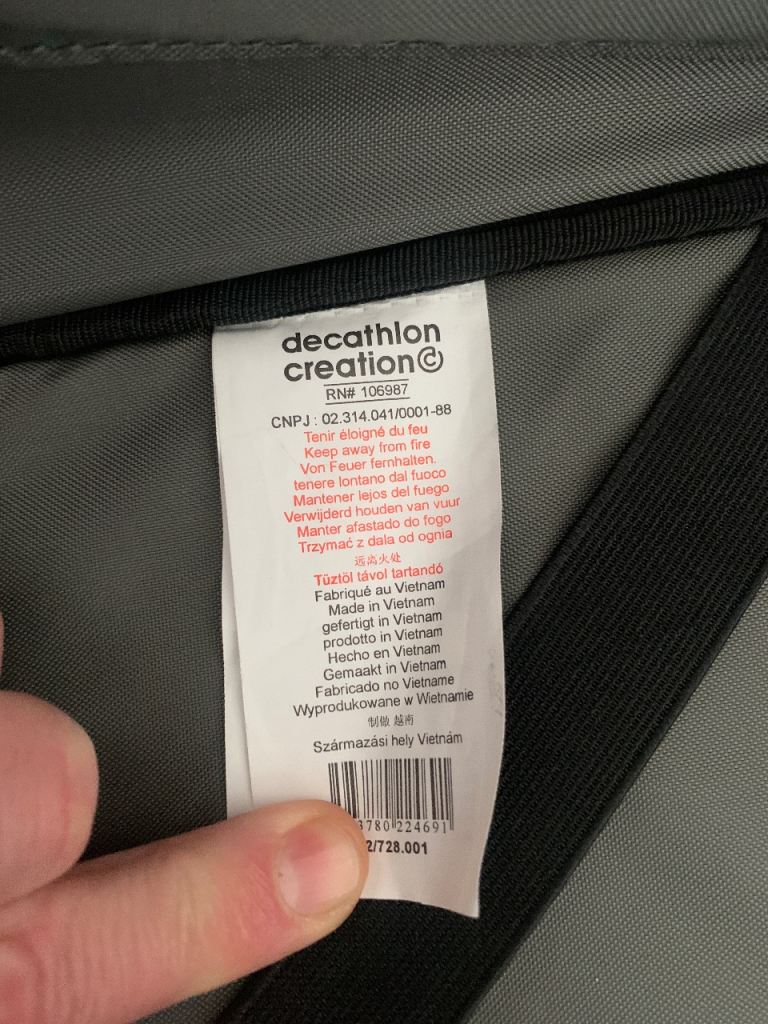 decathlon
creation
RN# 106987
CNPJ : 02.314.041/0001-88
Tenir éloigné du feu
Keep away from fire
Von Feuer fernhalten.
tenere lontano dal fuoco
Mantener lejos del fuego
Verwijderd houden van vuur
Manter afastado do fogo
Trzymać z dala od ognia
远离火处
Tüztöl távol tartandó
Fabriqué au Vietnam
Made in Vietnam
gefertigt in Vietnam
prodotto in Vietnam
Hecho en Vietnam
Gemaakt in Vietnam
Fabricado no Vietname
Wyprodukowane w Wietnamie
制做 越南
Származási hely Vietnám
3780 224691
2/728.001